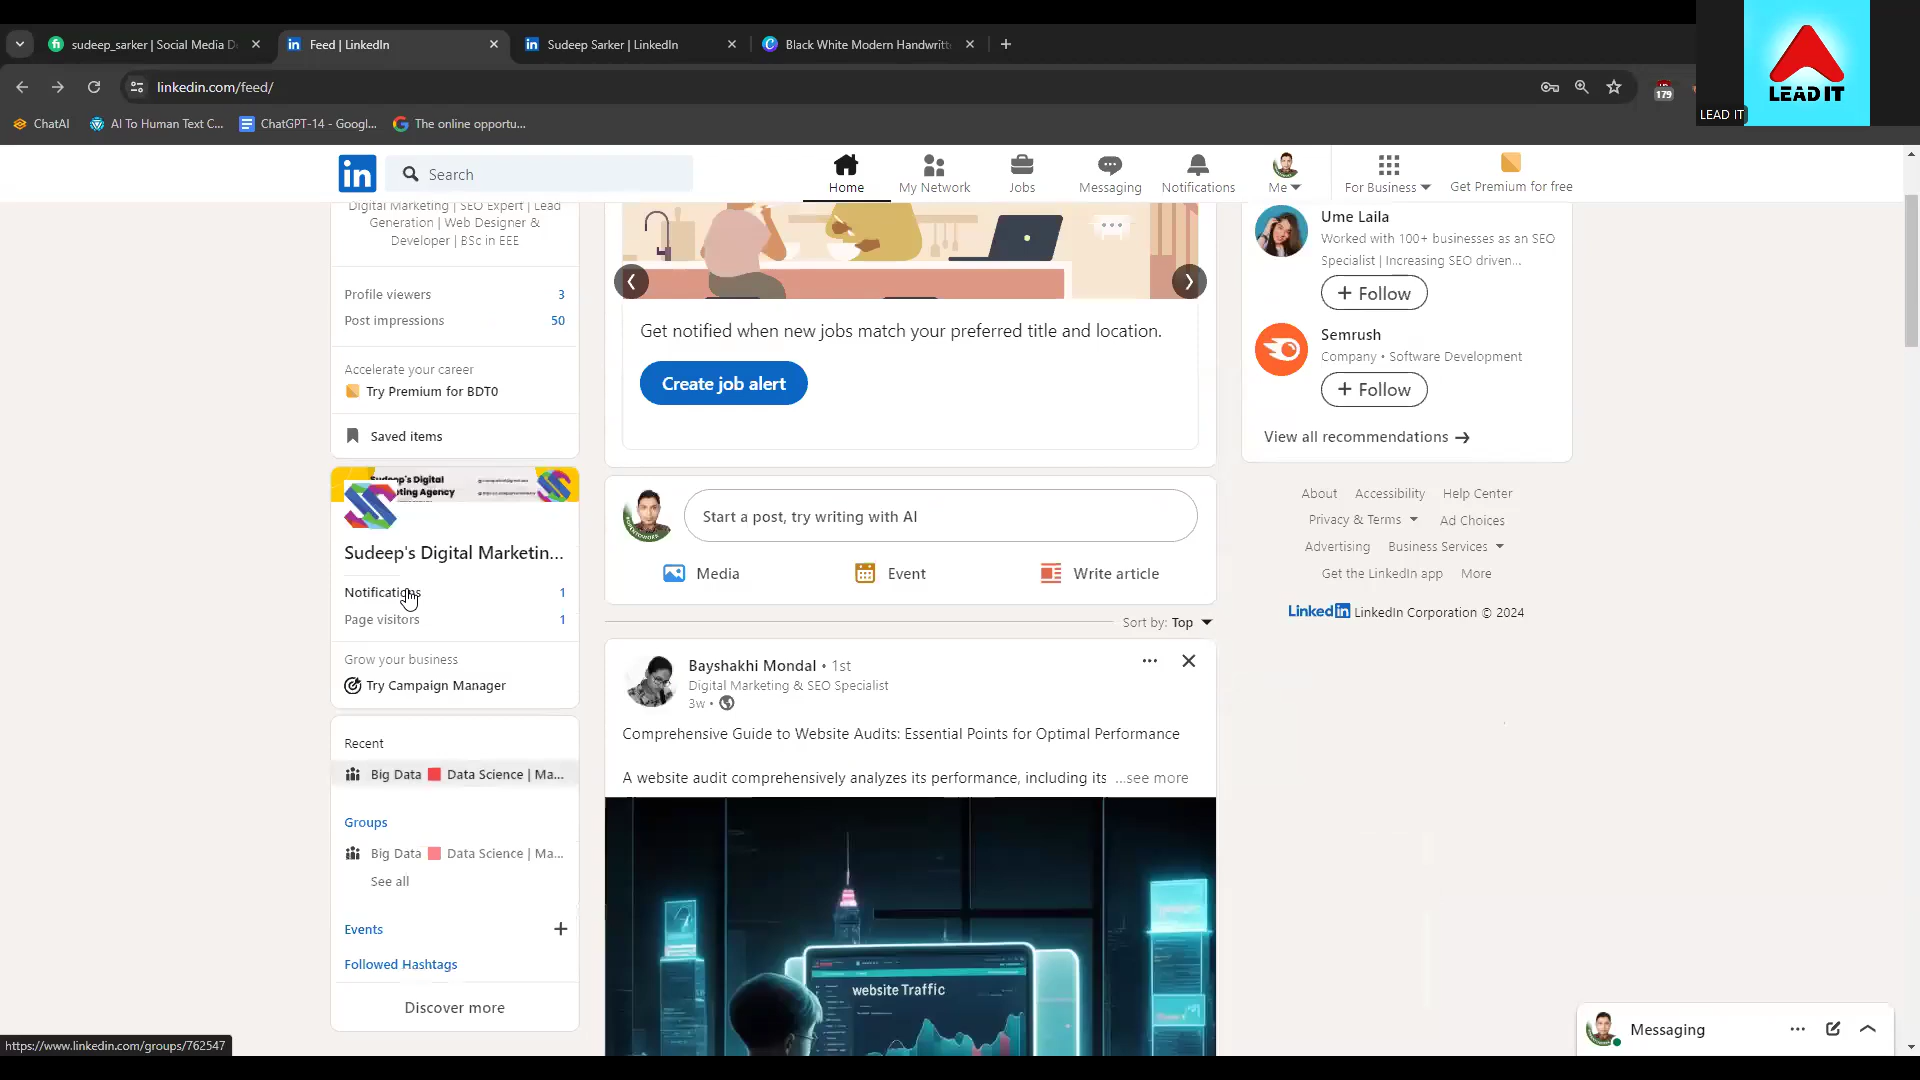 sudeep_sarker | Social Media D
Feed | LinkedIn
Sudeep Sarker | LinkedIn
Black White Modern Handwritt
linkedin.com/feed/
179
ChatAI
AI To Human Text C...
ChatGPT-14 - Googl...
The online opportu...
LEAD IT
LEAD IT
Search
Home
My Network
Jobs
Messaging
Notifications
Me
For Business
Get Premium for free
Digital Marketing | SEO Expert | Lead
Generation | Web Designer &
Developer | BSc in EEE
Profile viewers 3
Post impressions 50
Accelerate your career
Try Premium for BDT0
Saved items
Sudeep's Digital
ting Agency
Sudeep's Digital Marketin...
Notifications 1
Page visitors 1
Grow your business
Try Campaign Manager
Recent
Big Data Data Science | Ma...
Groups
Big Data Data Science | Ma...
See all
Events
Followed Hashtags
Discover more
https://www.linkedin.com/groups/762547
Get notified when new jobs match your preferred title and location.
Create job alert
Start a post, try writing with AI
Media
Event
Write article
Sort by: Top
Bayshakhi Mondal • 1st
Digital Marketing & SEO Specialist
3w •
Comprehensive Guide to Website Audits: Essential Points for Optimal Performance
A website audit comprehensively analyzes its performance, including its ...see more
website Traffic
Ume Laila
Worked with 100+ businesses as an SEO
Specialist | Increasing SEO driven...
Follow
Semrush
Company • Software Development
Follow
View all recommendations
About Accessibility Help Center
Privacy & Terms Ad Choices
Advertising Business Services
Get the LinkedIn app More
LinkedIn LinkedIn Corporation © 2024
Messaging